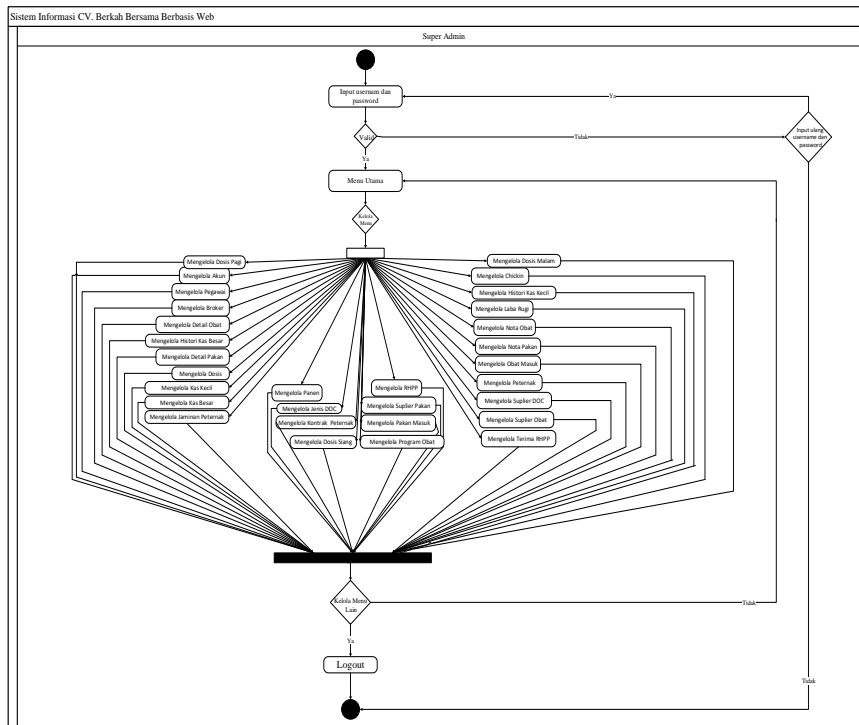 Sistem Informasi CV. Berkah Bersama Berbasis Web
Super Admin
Input usernam dan
password
Ya
Valid
Tidak
Input ulang
username dan
password
Ya
Menu Utama
Kelola
Menu
Mengelola Dosis Pagi
Mengelola Akun
Mengelola Pegawai
Mengelola Broker
Mengelola Detail Obat
Mengelola Histori Kas Besar
Mengelola Detail Pakan
Mengelola Dosis
Mengelola Kas Kecil
Mengelola Kas Besar
Mengelola Jaminan Peternak
Mengelola Panen
Mengelola Jenis DOC
Mengelola Kontrak Peternak
Mengelola Dosis Siang
Mengelola RHPP
Mengelola Suplier Pakan
Mengelola Pakan Masuk
Mengelola Program Obat
Mengelola Dosis Malam
Mengelola Chickin
Mengelola Histori Kas Kecil
Mengelola Laba Rugi
Mengelola Nota Obat
Mengelola Nota Pakan
Mengelola Obat Masuk
Mengelola Peternak
Mengelola Suplier DOC
Mengelola Suplier Obat
Mengelola Terima RHPP
Kelola Menu
Lain
Tidak
Ya
Logout
Tidak